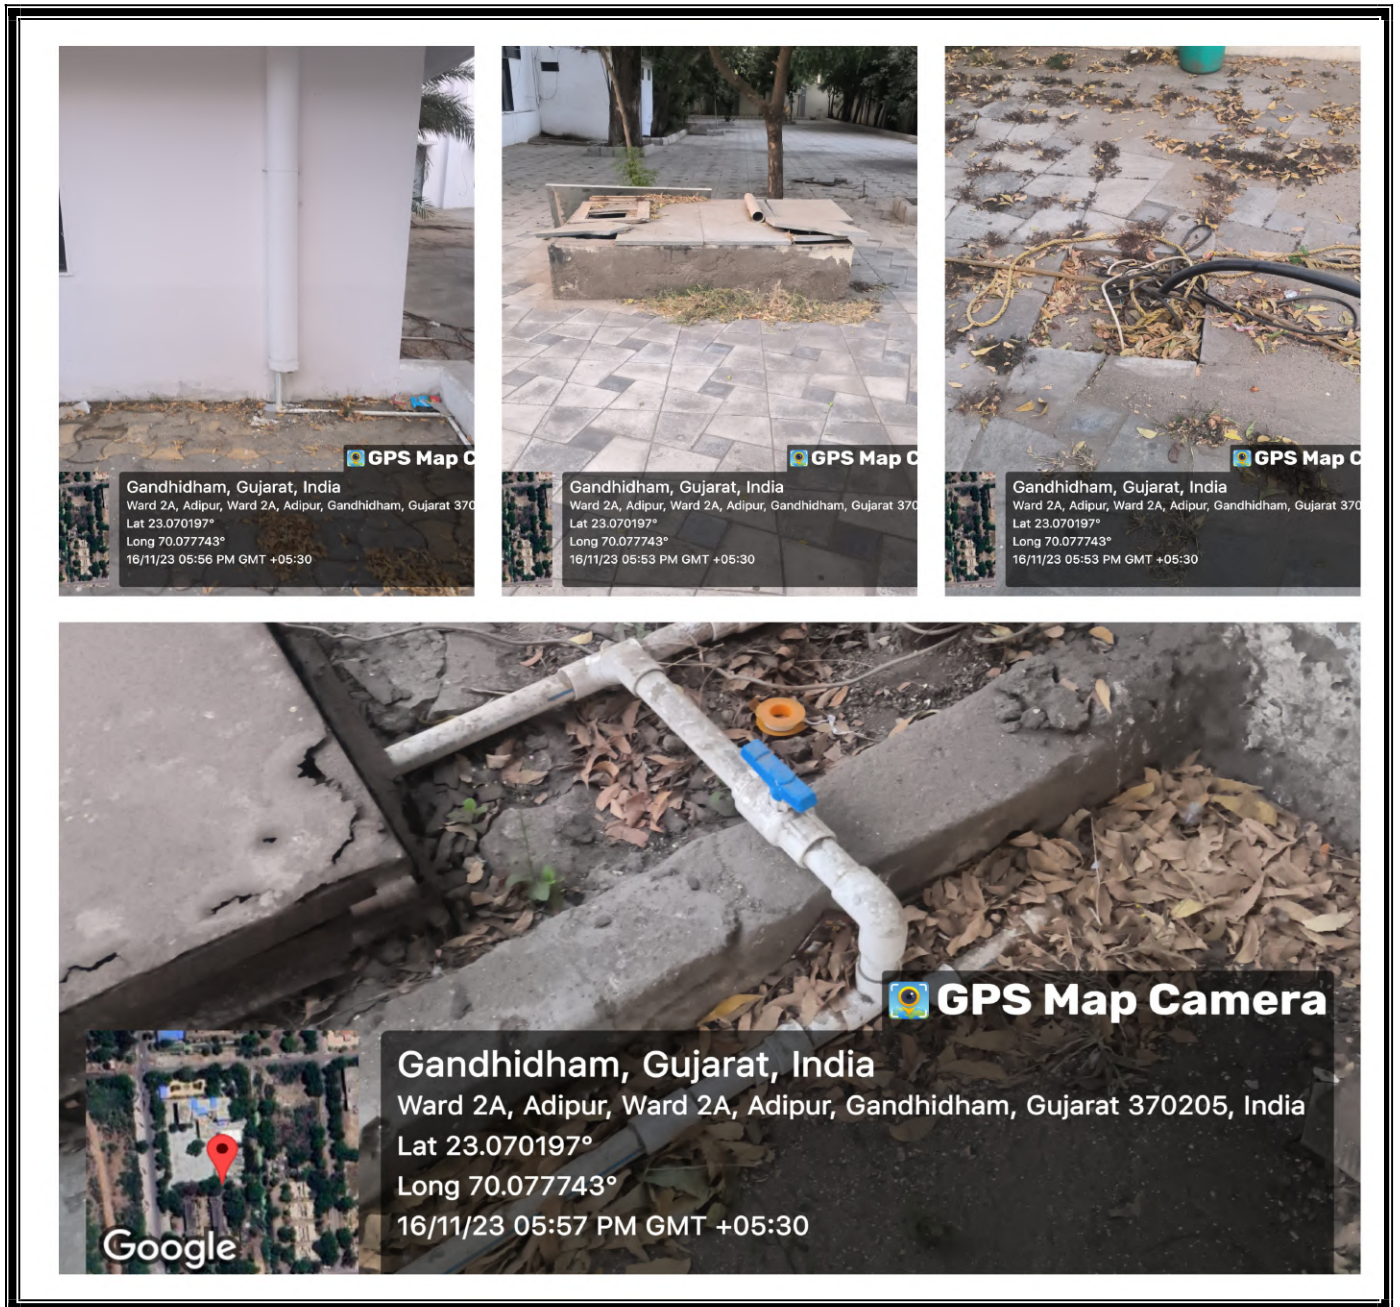 GPS Map C
Gandhidham, Gujarat, India
Ward 2A, Adipur, Ward 2A, Adipur, Gandhidham, Gujarat 370
Lat 23.070197°
Long 70.077743°
16/11/23 05:56 PM GMT +05:30
GPS Map C
Gandhidham, Gujarat, India
Ward 2A, Adipur, Ward 2A, Adipur, Gandhidham, Gujarat 370
Lat 23.070197°
Long 70.077743°
16/11/23 05:53 PM GMT +05:30
GPS Map C
Gandhidham, Gujarat, India
Ward 2A, Adipur, Ward 2A, Adipur, Gandhidham, Gujarat 370
Lat 23.070197°
Long 70.077743°
16/11/23 05:53 PM GMT +05:30
GPS Map Camera
Gandhidham, Gujarat, India
Ward 2A, Adipur, Ward 2A, Adipur, Gandhidham, Gujarat 370205, India
Lat 23.070197°
Long 70.077743°
16/11/23 05:57 PM GMT +05:30
Google